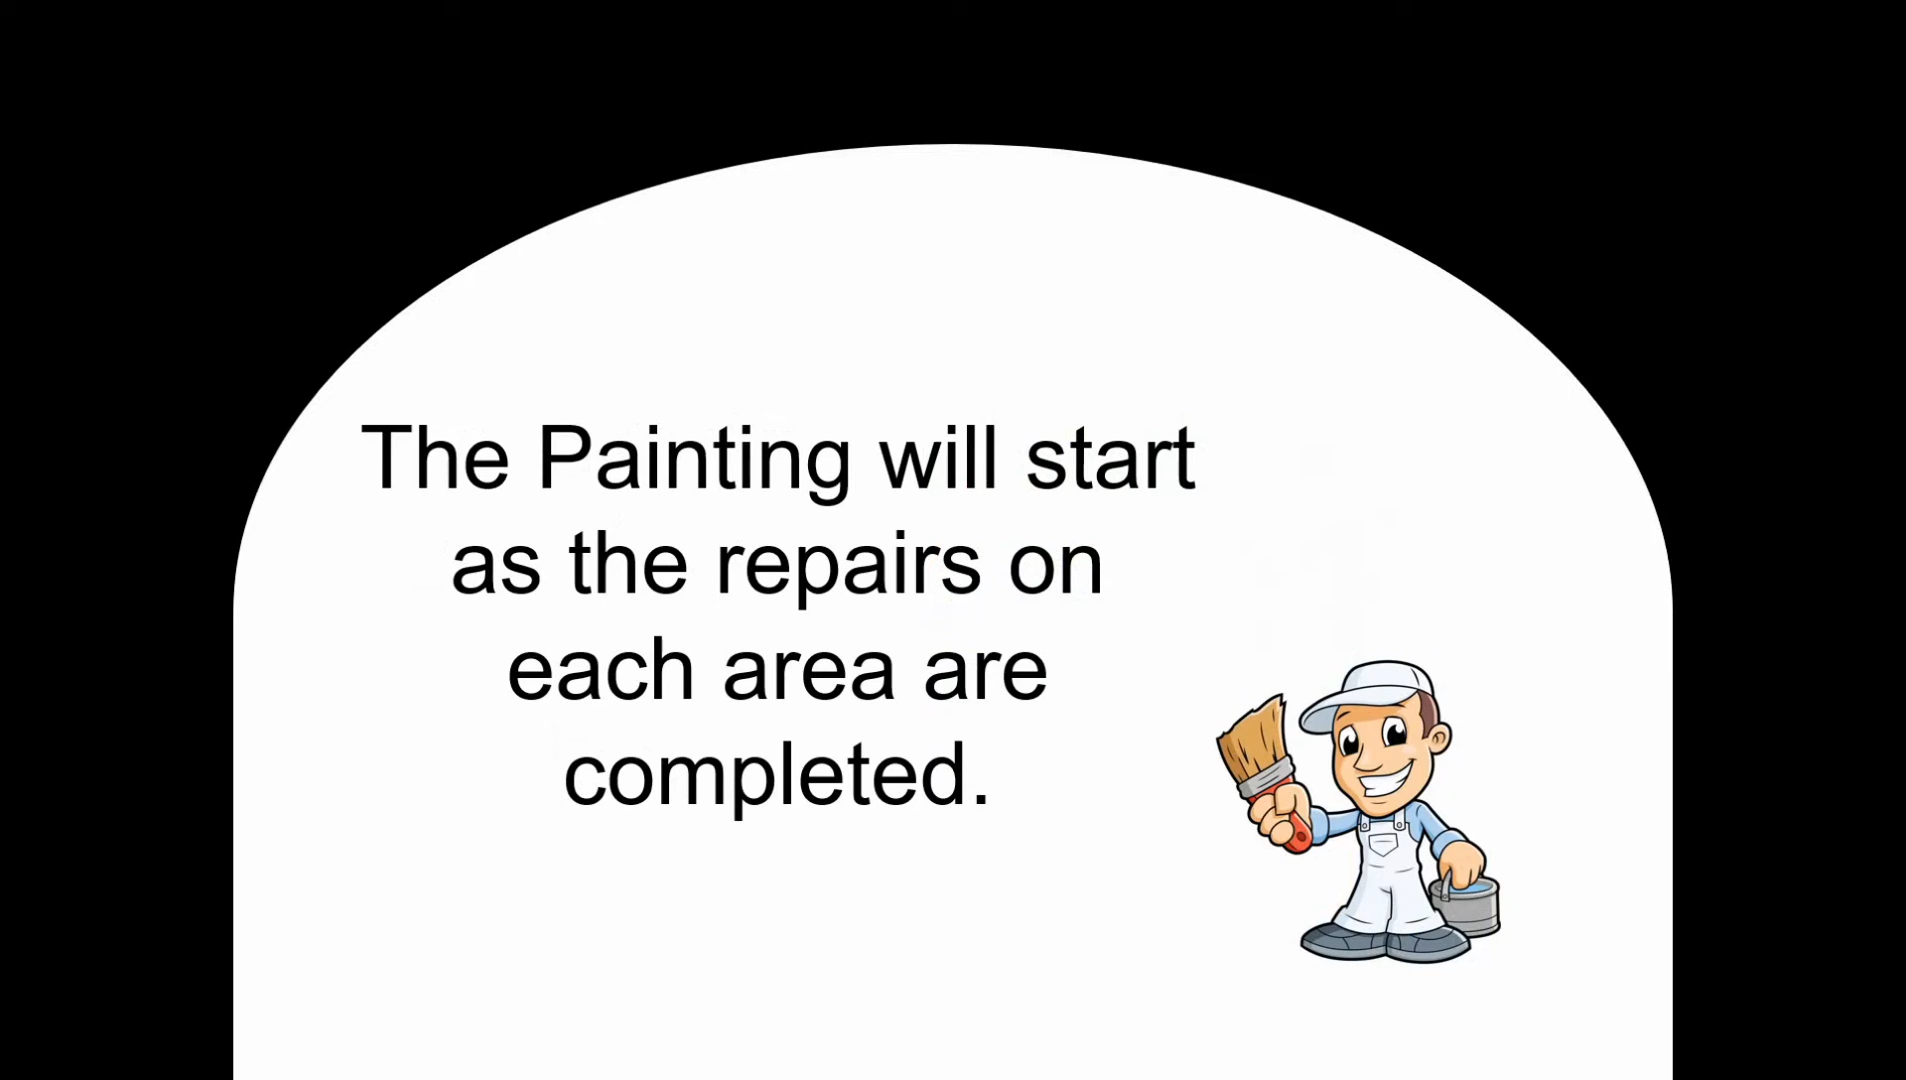 The Painting will start
as the repairs on
each area are
completed.